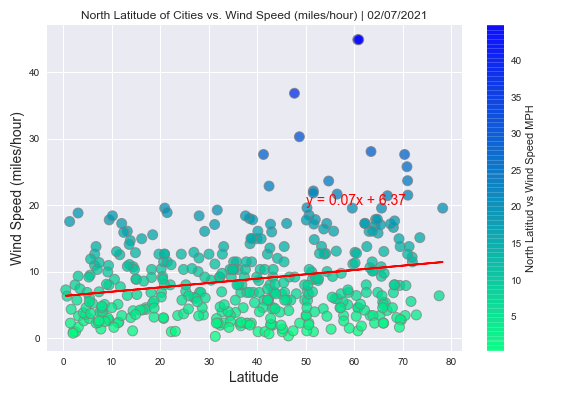 North Latitude of Cities vs. Wind Speed (miles/hour) | 02/07/2021
40
30
20
10
0
Wind Speed (miles/hour)
y = 0.07x + 6.37
0 10 20 30 40 50 60 70 80
Latitude
40
35
30
25
20
15
10
5
North Latitud vs Wind Speed MPH